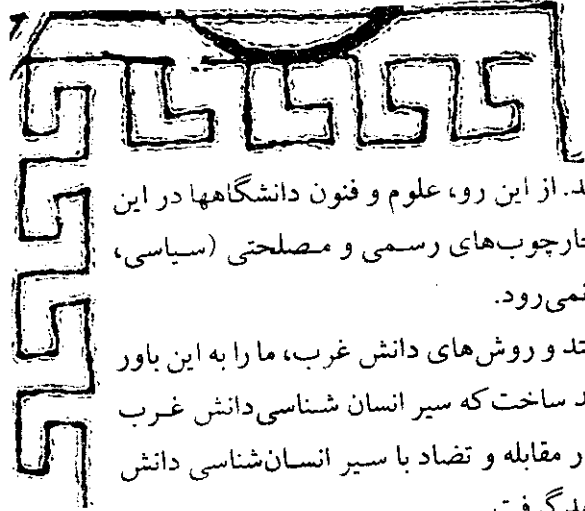 د. از این رو، علوم و فنون دانشگاهها در این
چارچوب‌های رسمی و مصلحتی (سیاسی،
نمی‌رود.
تد و روش‌های دانش غرب، ما را به این باور
د ساخت که سیر انسان شناسی دانش غرب
ر مقابله و تضاد با سیر انسان‌شناسی دانش
ید گرفت